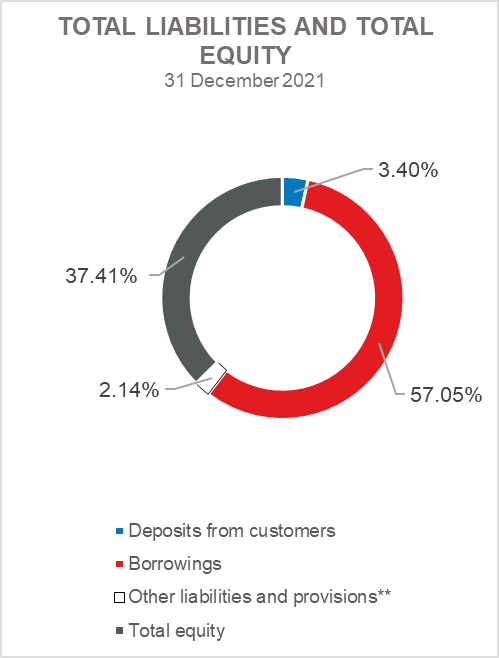 TOTAL LIABILITIES AND TOTAL
EQUITY
31 December 2021
3.40%
37.41%
2.14%
57.05%
Deposits from customers
Borrowings
Other liabilities and provisions**
Total equity